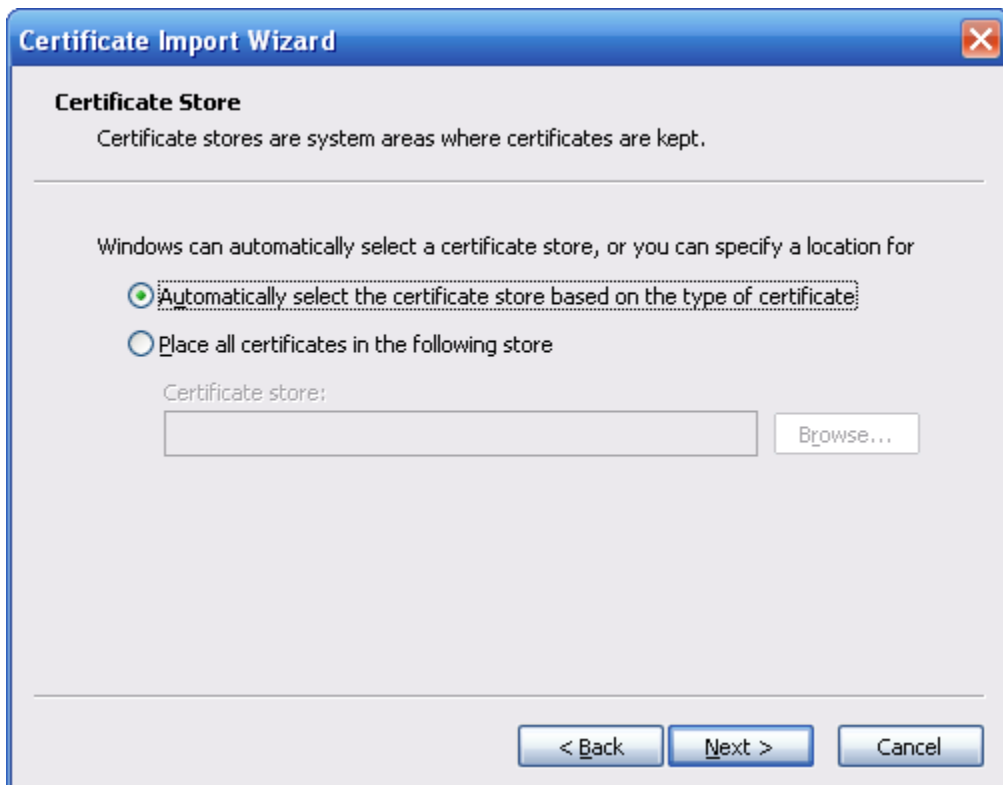 Certificate Import Wizard
Certificate Store
Certificate stores are system areas where certificates are kept.
Windows can automatically select a certificate store, or you can specify a location for
Automatically select the certificate store based on the type of certificate
Place all certificates in the following store
Certificate store:
Browse...
< Back Next > Cancel